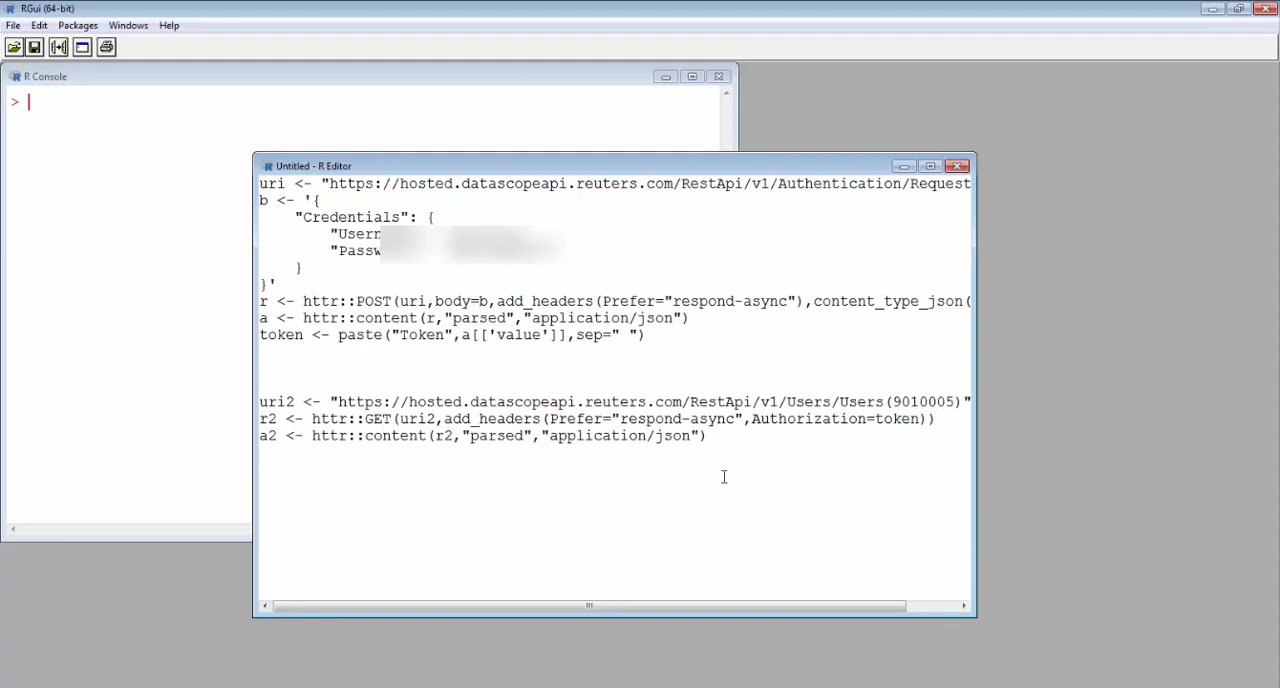 RGui (64-bit)
File Edit Packages Windows Help
R Console
>
Untitled - R Editor
uri <- "https://hosted.datascopeapi.reuters.com/RestApi/v1/Authentication/Request
b <- '{
"Credentials": {
"Usern
"Passw
}
}'
r <- httr::POST(uri,body=b,add_headers(Prefer="respond-async"),content_type_json(
a <- httr::content(r,"parsed","application/json")
token <- paste("Token",a[['value']],sep=" ")
uri2 <- "https://hosted.datascopeapi.reuters.com/RestApi/v1/Users/Users(9010005)"
r2 <- httr::GET(uri2,add_headers(Prefer="respond-async",Authorization=token))
a2 <- httr::content(r2,"parsed","application/json")